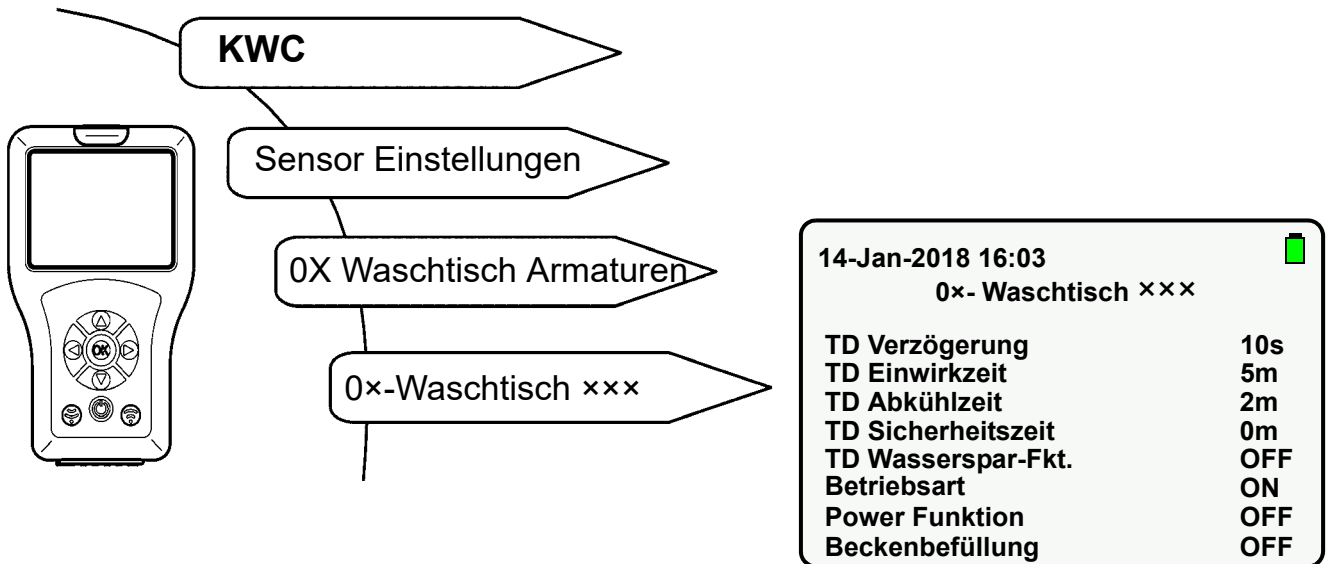 KWC
Sensor Einstellungen
0X Waschtisch Armaturen
0×-Waschtisch ×××
OK
14-Jan-2018 16:03
0×- Waschtisch ×××
TD Verzögerung 10s
TD Einwirkzeit 5m
TD Abkühlzeit 2m
TD Sicherheitszeit 0m
TD Wasserspar-Fkt. OFF
Betriebsart ON
Power Funktion OFF
Beckenbefüllung OFF